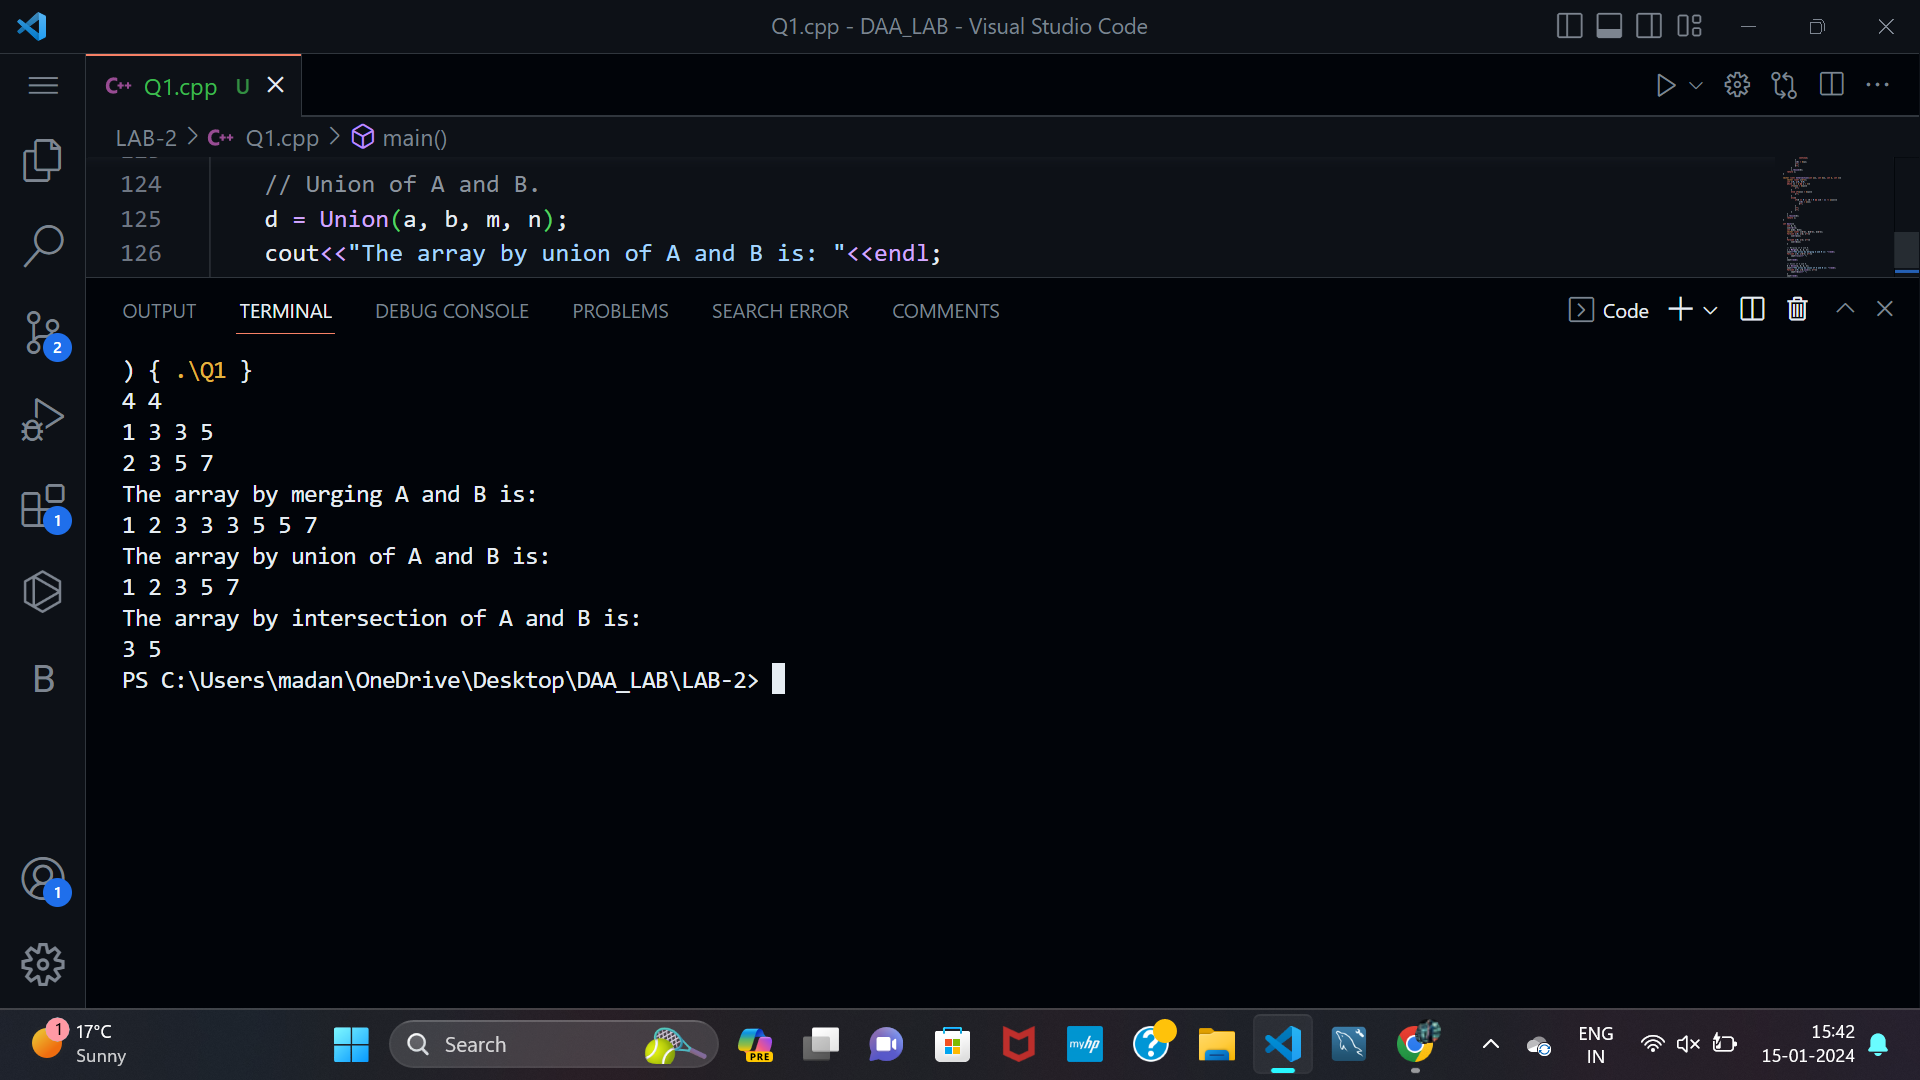 Q1.cpp - DAA_LAB - Visual Studio Code
C++ Q1.cpp U
LAB-2 > C++ Q1.cpp > main()
124 // Union of A and B.
125 d = Union(a, b, m, n);
126 cout<<"The array by union of A and B is: "<<endl;
OUTPUT TERMINAL DEBUG CONSOLE PROBLEMS SEARCH ERROR COMMENTS Code
) { .\Q1 }
4 4
1 3 3 5
2 3 5 7
The array by merging A and B is:
1 2 3 3 3 5 5 7
The array by union of A and B is:
1 2 3 5 7
The array by intersection of A and B is:
3 5
PS C:\Users\madan\OneDrive\Desktop\DAA_LAB\LAB-2>
2
1
B
1
1 17°C
Sunny
Search
PRE
myhp
ENG
IN
15:42
15-01-2024